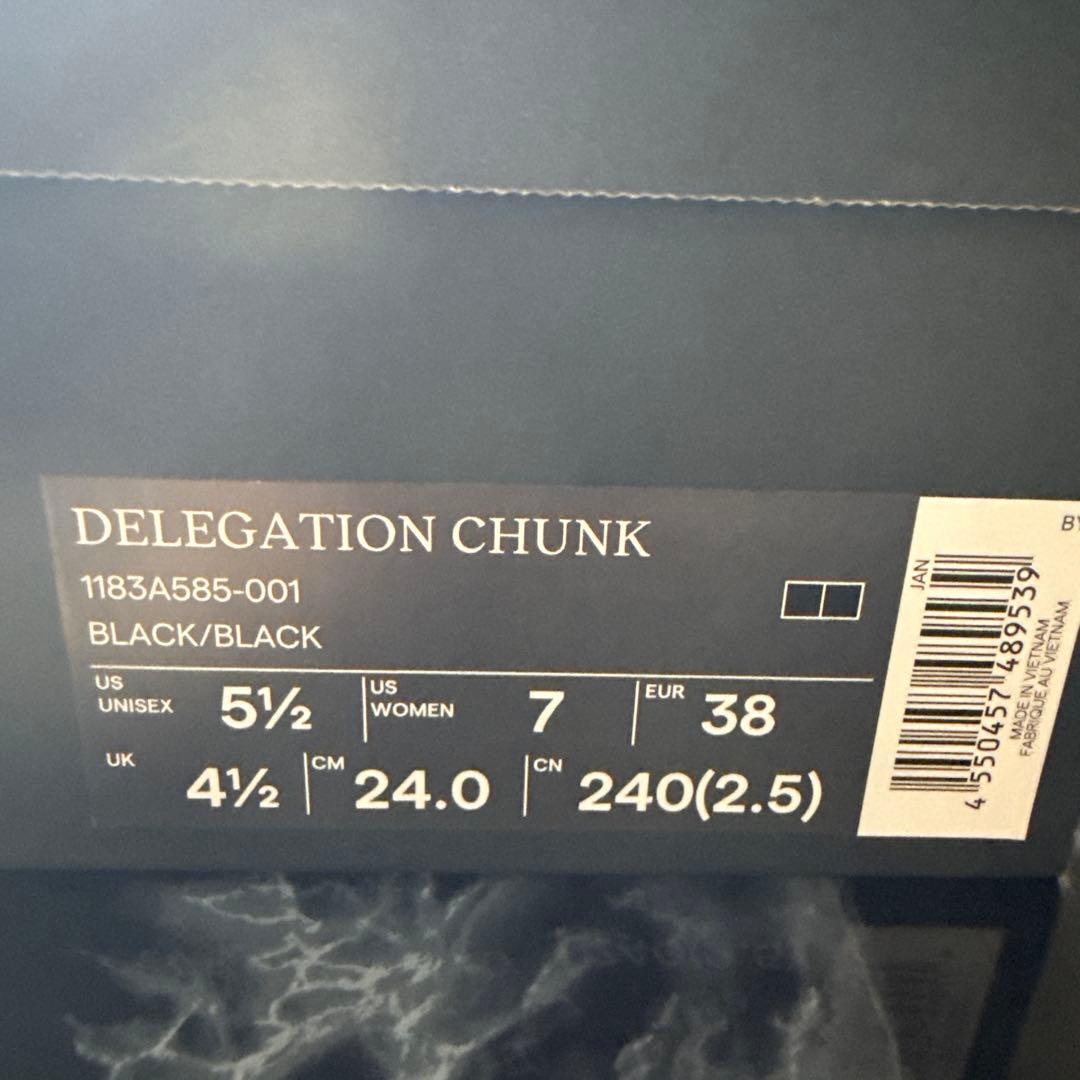 DELEGATION CHUNK
1183A585-001
BLACK/BLACK
US UNISEX 5½
US WOMEN 7
EUR 38
UK 4½
CM 24.0
CN 240(2.5)
JAN
4 550457 489539
MADE IN VIETNAM
FABRIQUE AU VIETNAM